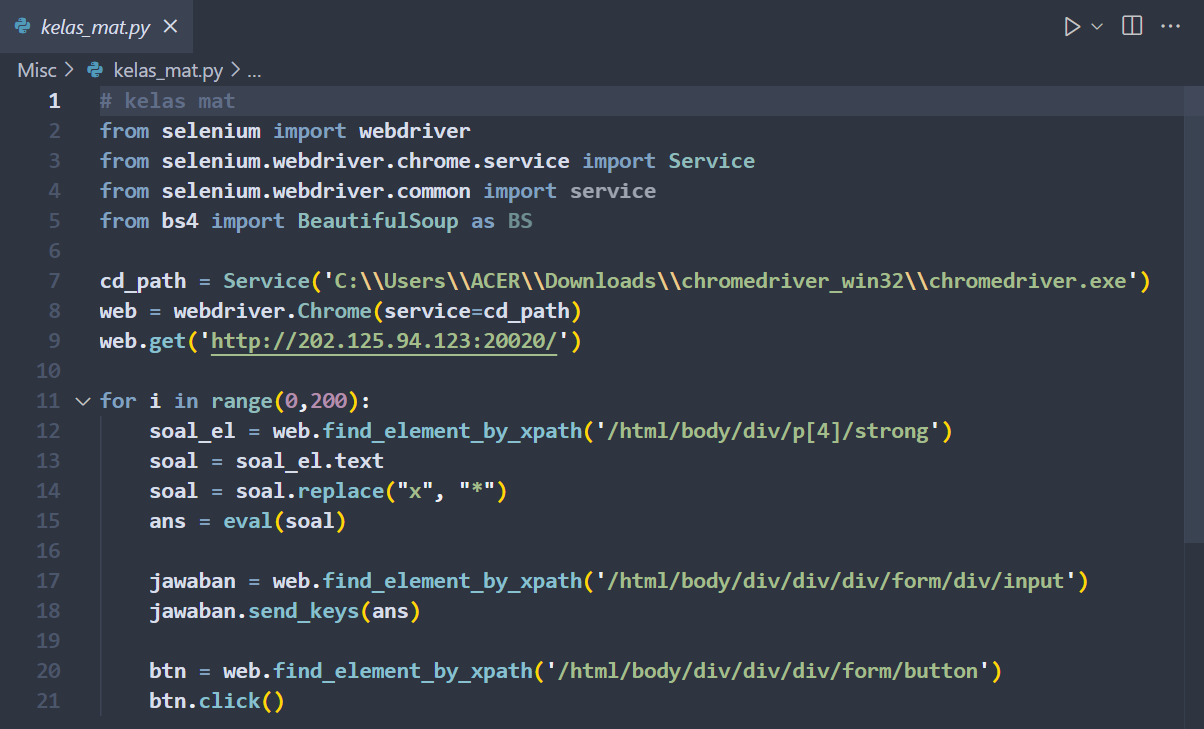 kelas_mat.py
Misc > kelas_mat.py > ...
1 # kelas mat
2 from selenium import webdriver
3 from selenium.webdriver.chrome.service import Service
4 from selenium.webdriver.common import service
5 from bs4 import BeautifulSoup as BS
6
7 cd_path = Service('C:\\Users\\ACER\\Downloads\\chromedriver_win32\\chromedriver.exe')
8 web = webdriver.Chrome(service=cd_path)
9 web.get('http://202.125.94.123:20020/')
10
11 for i in range(0,200):
12     soal_el = web.find_element_by_xpath('/html/body/div/p[4]/strong')
13     soal = soal_el.text
14     soal = soal.replace("x", "*")
15     ans = eval(soal)
16
17     jawaban = web.find_element_by_xpath('/html/body/div/div/div/form/div/input')
18     jawaban.send_keys(ans)
19
20     btn = web.find_element_by_xpath('/html/body/div/div/div/form/button')
21     btn.click()